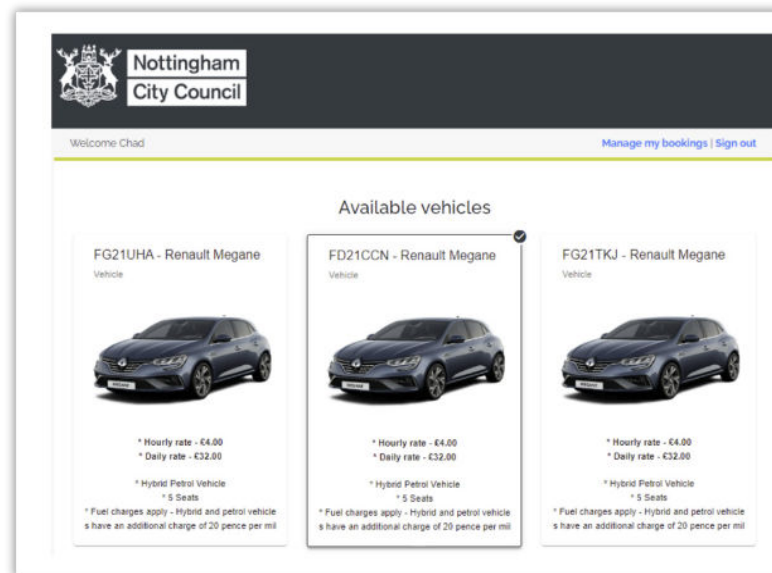 Nottingham
City Council
Welcome Chad
Manage my bookings | Sign out
Available vehicles
FG21UHA - Renault Megane
Vehicle
* Hourly rate - £4.00
* Daily rate - £32.00
* Hybrid Petrol Vehicle
* 5 Seats
* Fuel charges apply - Hybrid and petrol vehicle
s have an additional charge of 20 pence per mil
FD21CCN - Renault Megane
Vehicle
* Hourly rate - £4.00
* Daily rate - £32.00
* Hybrid Petrol Vehicle
* 5 Seats
* Fuel charges apply - Hybrid and petrol vehicle
s have an additional charge of 20 pence per mil
FG21TKJ - Renault Megane
Vehicle
* Hourly rate - £4.00
* Daily rate - £32.00
* Hybrid Petrol Vehicle
* 5 Seats
* Fuel charges apply - Hybrid and petrol vehicle
s have an additional charge of 20 pence per mil